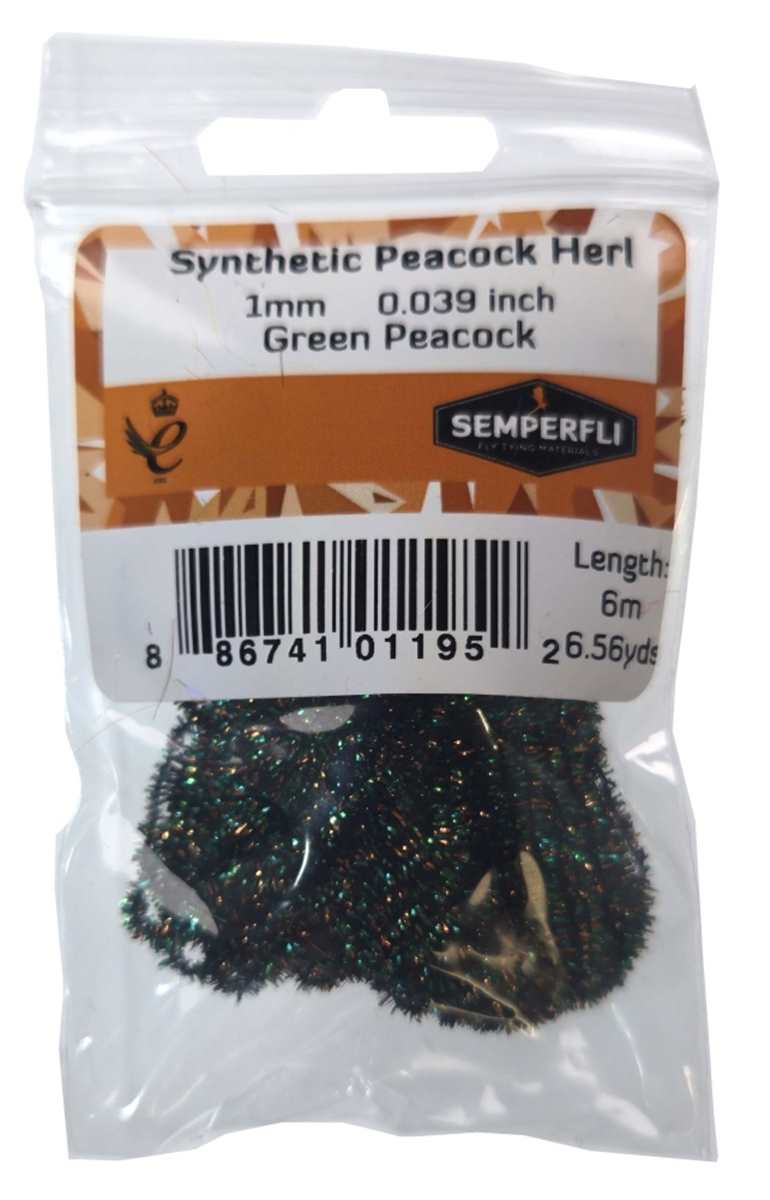 Synthetic Peacock Herl
1mm 0.039 inch
Green Peacock
SEMPERFLI
FLY TYING MATERIALS
Length:
6m
6.56yds
8 86741 01195 2